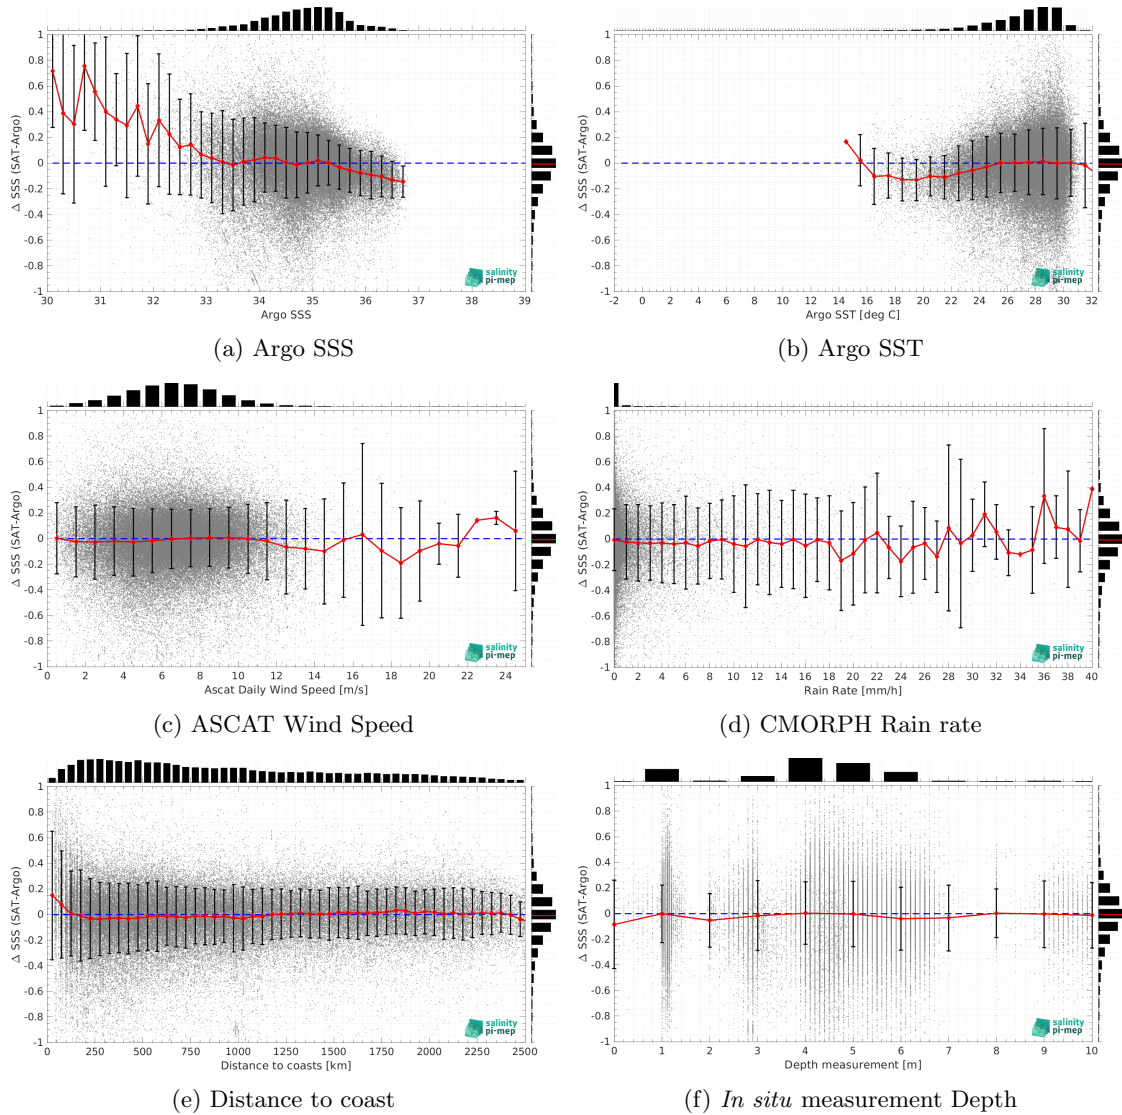 1
0.8
0.6
0.4
0.2
0
-0.2
-0.4
-0.6
-0.8
-1
Δ SSS (SAT-Argo)
salinity
pi-mep
30 31 32 33 34 35 36 37 38 39
Argo SSS
(a) Argo SSS
1
0.8
0.6
0.4
0.2
0
-0.2
-0.4
-0.6
-0.8
-1
Δ SSS (SAT-Argo)
salinity
pi-mep
-2 0 2 4 6 8 10 12 14 16 18 20 22 24 26 28 30 32
Argo SST [deg C]
(b) Argo SST
1
0.8
0.6
0.4
0.2
0
-0.2
-0.4
-0.6
-0.8
-1
Δ SSS (SAT-Argo)
salinity
pi-mep
0 2 4 6 8 10 12 14 16 18 20 22 24
Ascat Daily Wind Speed [m/s]
(c) ASCAT Wind Speed
1
0.8
0.6
0.4
0.2
0
-0.2
-0.4
-0.6
-0.8
-1
Δ SSS (SAT-Argo)
salinity
pi-mep
0 2 4 6 8 10 12 14 16 18 20 22 24 26 28 30 32 34 36 38 40
Rain Rate [mm/h]
(d) CMORPH Rain rate
1
0.8
0.6
0.4
0.2
0
-0.2
-0.4
-0.6
-0.8
-1
Δ SSS (SAT-Argo)
salinity
pi-mep
0 250 500 750 1000 1250 1500 1750 2000 2250 2500
Distance to coasts [km]
(e) Distance to coast
1
0.8
0.6
0.4
0.2
0
-0.2
-0.4
-0.6
-0.8
-1
Δ SSS (SAT-Argo)
salinity
pi-mep
0 1 2 3 4 5 6 7 8 9 10
Depth measurement [m]
(f) In situ measurement Depth